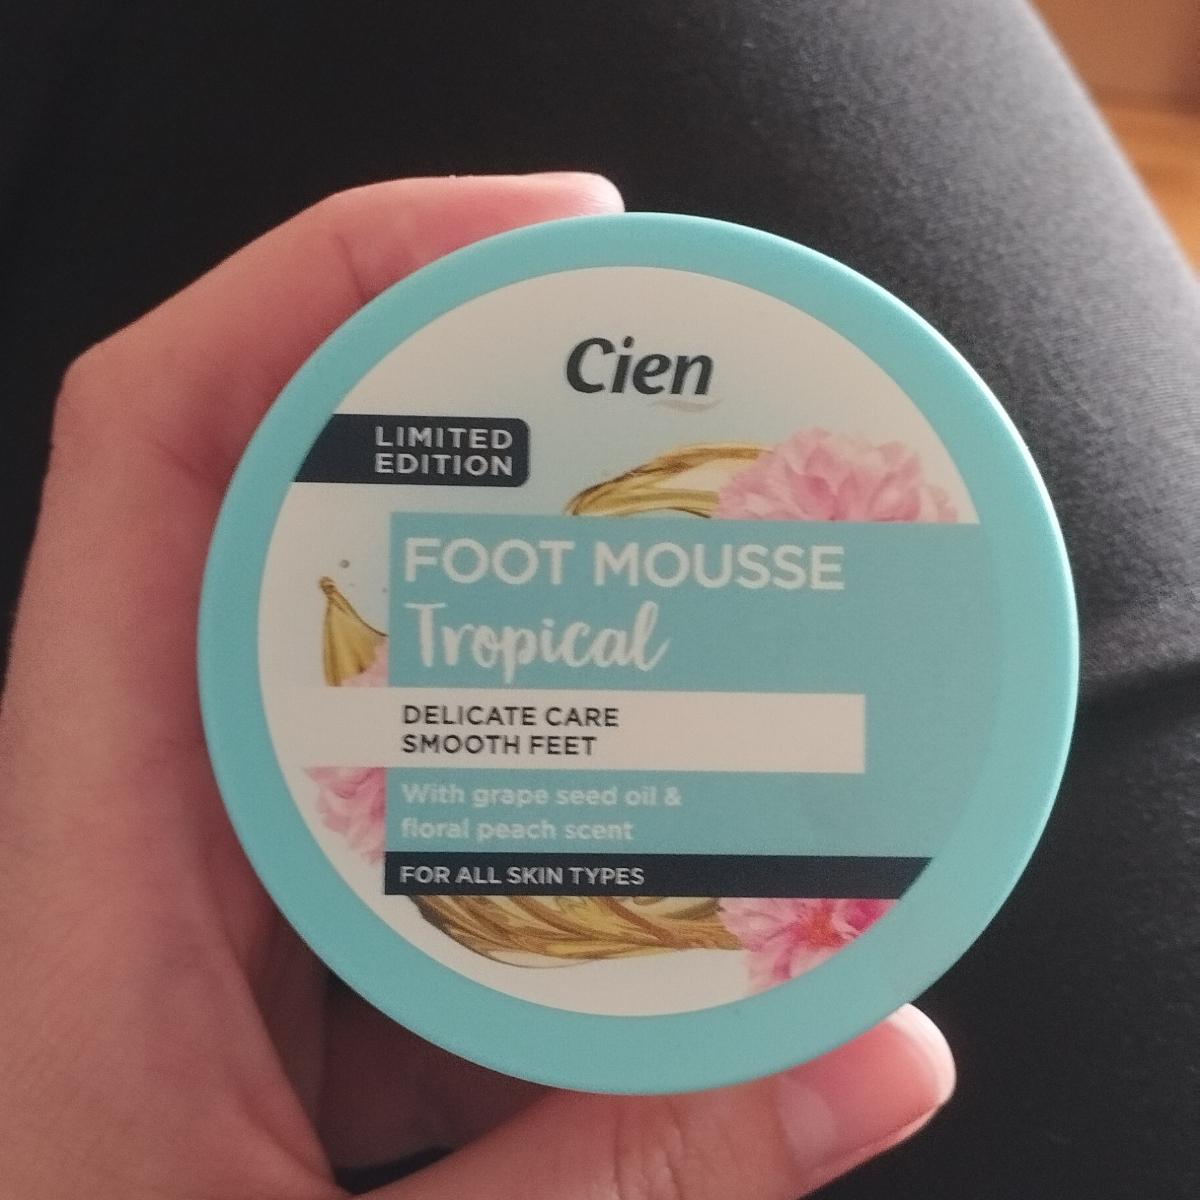 Cien
LIMITED
EDITION
FOOT MOUSSE
Tropical
DELICATE CARE
SMOOTH FEET
With grape seed oil &
floral peach scent
FOR ALL SKIN TYPES